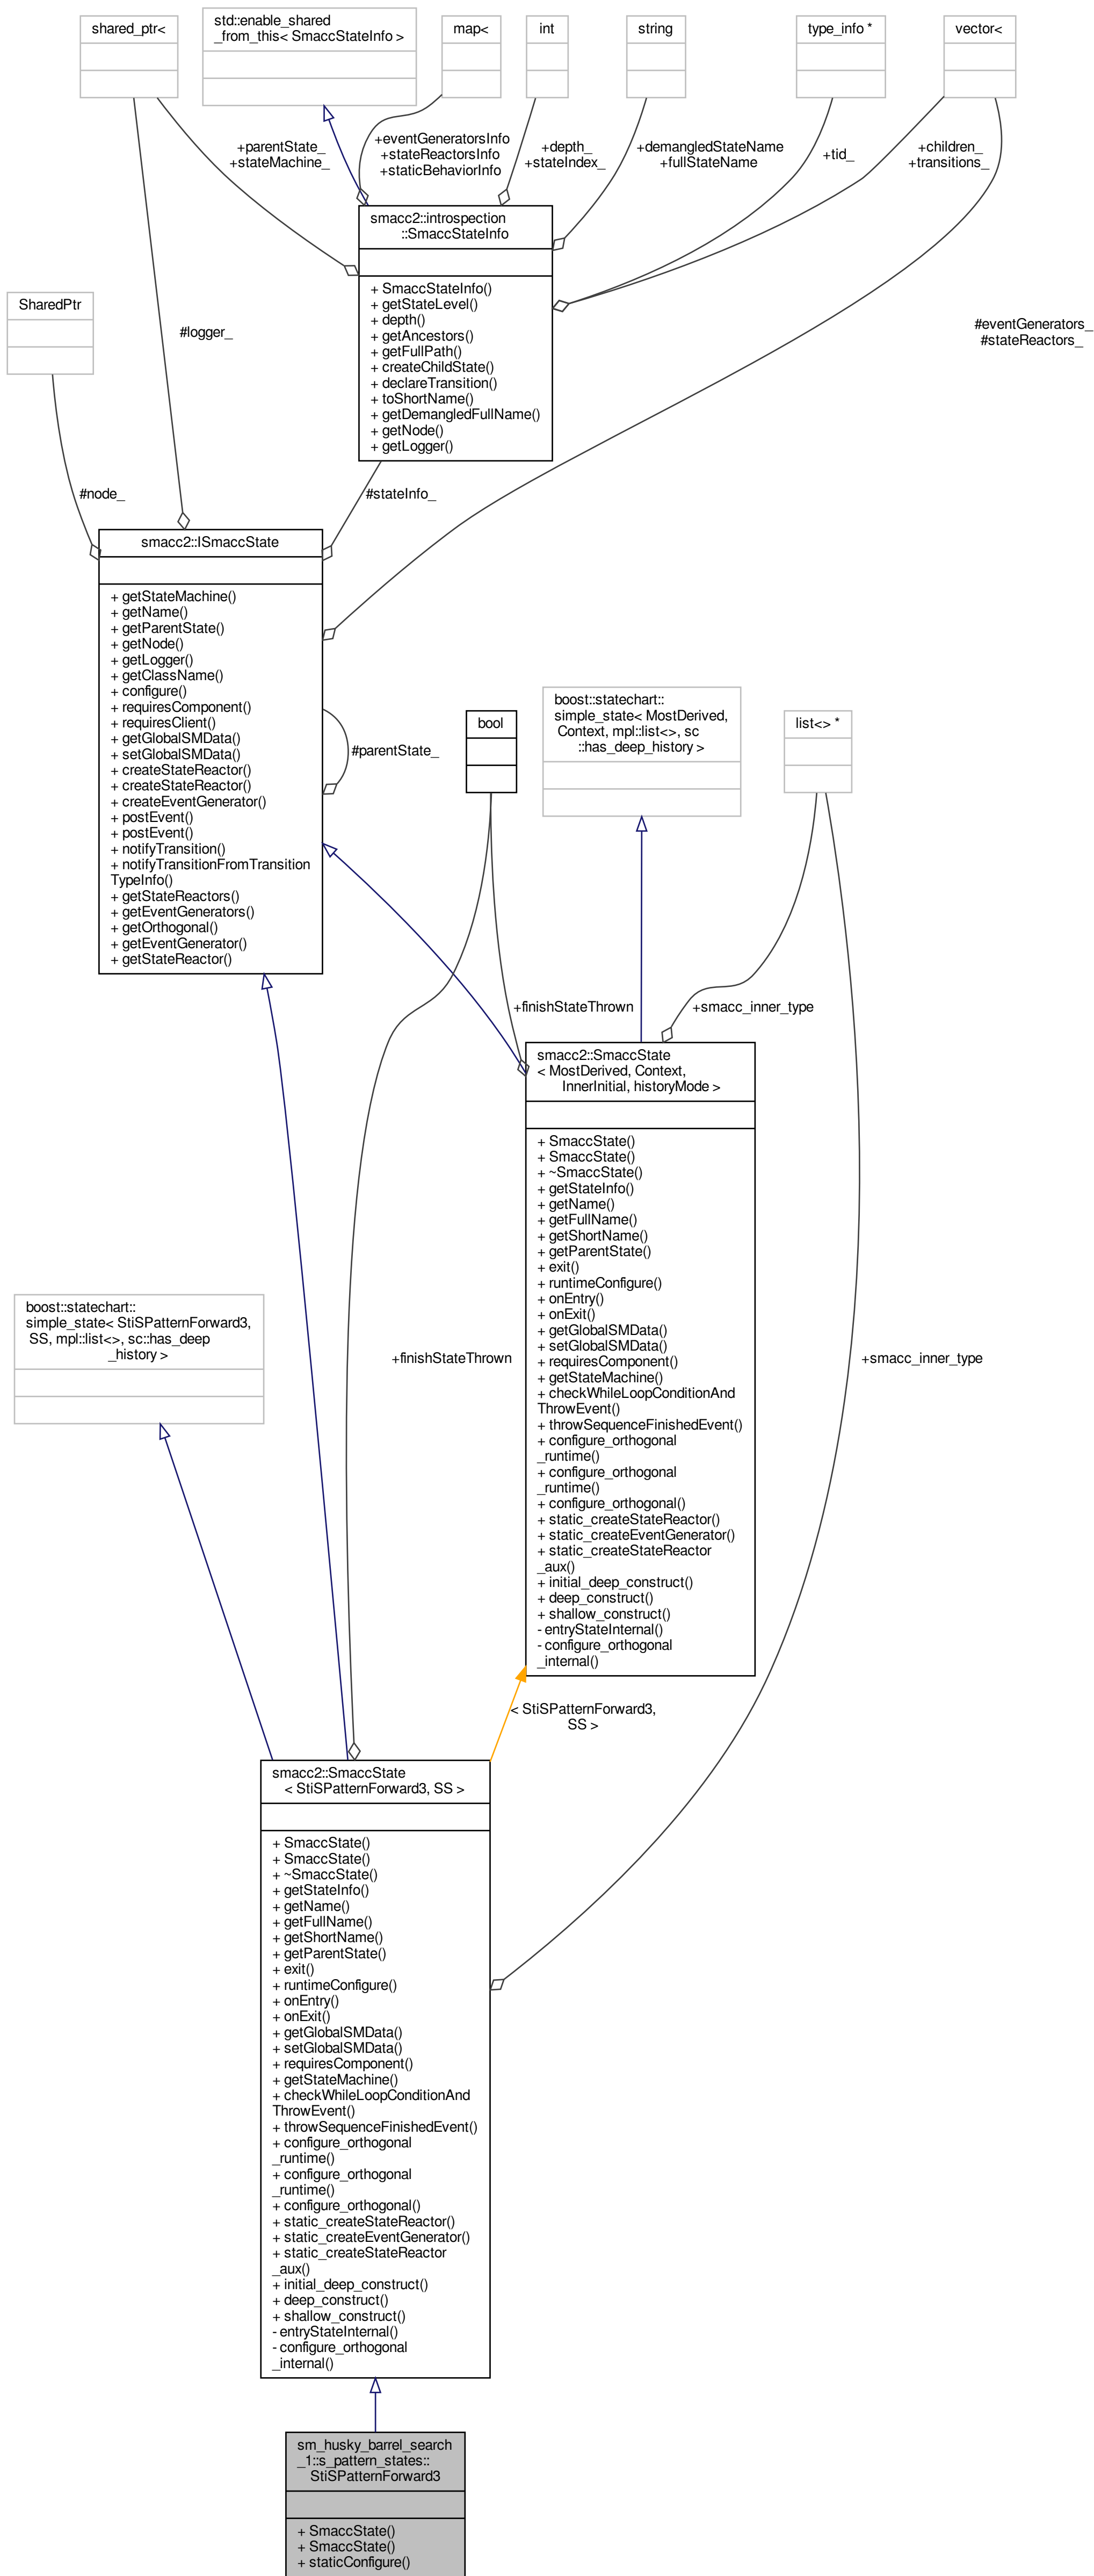 shared_ptr<
std::enable_shared
_from_this< SmaccStateInfo >
map<
int
string
type_info *
vector<
+parentState_
+stateMachine_
+eventGeneratorsInfo
+stateReactorsInfo
+staticBehaviorInfo
+depth_
+stateIndex_
+demangledStateName
+fullStateName
+tid_
+children_
+transitions_
smacc2::introspection
::SmaccStateInfo
+ SmaccStateInfo()
+ getStateLevel()
+ depth()
+ getAncestors()
+ getFullPath()
+ createChildState()
+ declareTransition()
+ toShortName()
+ getDemangledFullName()
+ getNode()
+ getLogger()
SharedPtr
#logger_
#eventGenerators_
#stateReactors_
#node_
#stateInfo_
smacc2::ISmaccState
+ getStateMachine()
+ getName()
+ getParentState()
+ getNode()
+ getLogger()
+ getClassName()
+ configure()
+ requiresComponent()
+ requiresClient()
+ getGlobalSMData()
+ setGlobalSMData()
+ createStateReactor()
+ createStateReactor()
+ createEventGenerator()
+ postEvent()
+ postEvent()
+ notifyTransition()
+ notifyTransitionFromTransition
TypeInfo()
+ getStateReactors()
+ getEventGenerators()
+ getOrthogonal()
+ getEventGenerator()
+ getStateReactor()
#parentState_
bool
boost::statechart::
simple_state< MostDerived,
Context, mpl::list<>, sc
::has_deep_history >
list<> *
+finishStateThrown
+smacc_inner_type
smacc2::SmaccState
< MostDerived, Context,
InnerInitial, historyMode >
+ SmaccState()
+ SmaccState()
+ ~SmaccState()
+ getStateInfo()
+ getName()
+ getFullName()
+ getShortName()
+ getParentState()
+ exit()
+ runtimeConfigure()
+ onEntry()
+ onExit()
+ getGlobalSMData()
+ setGlobalSMData()
+ requiresComponent()
+ getStateMachine()
+ checkWhileLoopConditionAnd
ThrowEvent()
+ throwSequenceFinishedEvent()
+ configure_orthogonal
_runtime()
+ configure_orthogonal
_runtime()
+ configure_orthogonal()
+ static_createStateReactor()
+ static_createEventGenerator()
+ static_createStateReactor
_aux()
+ initial_deep_construct()
+ deep_construct()
+ shallow_construct()
- entryStateInternal()
- configure_orthogonal
_internal()
boost::statechart::
simple_state< StiSPatternForward3,
SS, mpl::list<>, sc::has_deep
_history >
+finishStateThrown
+smacc_inner_type
< StiSPatternForward3,
SS >
smacc2::SmaccState
< StiSPatternForward3, SS >
+ SmaccState()
+ SmaccState()
+ ~SmaccState()
+ getStateInfo()
+ getName()
+ getFullName()
+ getShortName()
+ getParentState()
+ exit()
+ runtimeConfigure()
+ onEntry()
+ onExit()
+ getGlobalSMData()
+ setGlobalSMData()
+ requiresComponent()
+ getStateMachine()
+ checkWhileLoopConditionAnd
ThrowEvent()
+ throwSequenceFinishedEvent()
+ configure_orthogonal
_runtime()
+ configure_orthogonal
_runtime()
+ configure_orthogonal()
+ static_createStateReactor()
+ static_createEventGenerator()
+ static_createStateReactor
_aux()
+ initial_deep_construct()
+ deep_construct()
+ shallow_construct()
- entryStateInternal()
- configure_orthogonal
_internal()
sm_husky_barrel_search
_1::s_pattern_states::
StiSPatternForward3
+ SmaccState()
+ SmaccState()
+ staticConfigure()